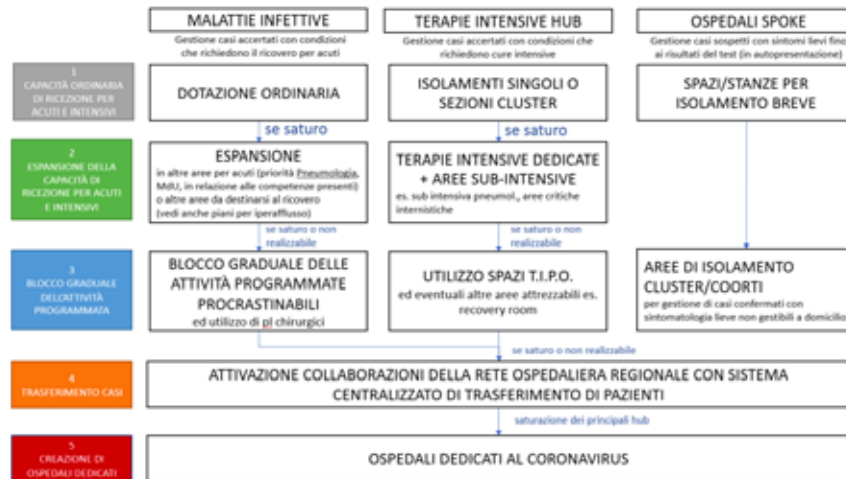 MALATTIE INFETTIVE
Gestione casi accertati con condizioni
che richiedono il ricovero per acuti
TERAPIE INTENSIVE HUB
Gestione casi accertati con condizioni che
richiedono cure intensive
OSPEDALI SPOKE
Gestione casi sospetti con sintomi lievi fino
ai risultati del test (in autopresentazione)
1
CAPACITÀ ORDINARIA
DI RICEZIONE PER
ACUTI E INTENSIVI
DOTAZIONE ORDINARIA
ISOLAMENTI SINGOLI O
SEZIONI CLUSTER
SPAZI/STANZE PER
ISOLAMENTO BREVE
se saturo
se saturo
2
ESPANSIONE DELLA
CAPACITÀ DI
RICEZIONE PER ACUTI
E INTENSIVI
ESPANSIONE
in altre aree per acuti (priorità Pneumologia,
MdU, in relazione alle competenze presenti)
o altre aree da destinarsi al ricovero
(vedi anche piani per iperafflusso)
TERAPIE INTENSIVE DEDICATE
+ AREE SUB-INTENSIVE
es. sub intensiva pneumol., aree critiche
internistiche
se saturo o non
realizzabile
se saturo o non
realizzabile
3
BLOCCO GRADUALE
DELL'ATTIVITÀ
PROGRAMMATA
BLOCCO GRADUALE DELLE
ATTIVITÀ PROGRAMMATE
PROCRASTINABILI
ed utilizzo di pl chirurgici
UTILIZZO SPAZI T.I.P.O.
ed eventuali altre aree attrezzabili es.
recovery room
AREE DI ISOLAMENTO
CLUSTER/COORTI
per gestione di casi confermati con
sintomatologia lieve non gestibili a domicilio
se saturo o non realizzabile
4
TRASFERIMENTO CASI
ATTIVAZIONE COLLABORAZIONI DELLA RETE OSPEDALIERA REGIONALE CON SISTEMA
CENTRALIZZATO DI TRASFERIMENTO DI PAZIENTI
saturazione dei principali hub
5
CREAZIONE DI
OSPEDALI DEDICATI
OSPEDALI DEDICATI AL CORONAVIRUS